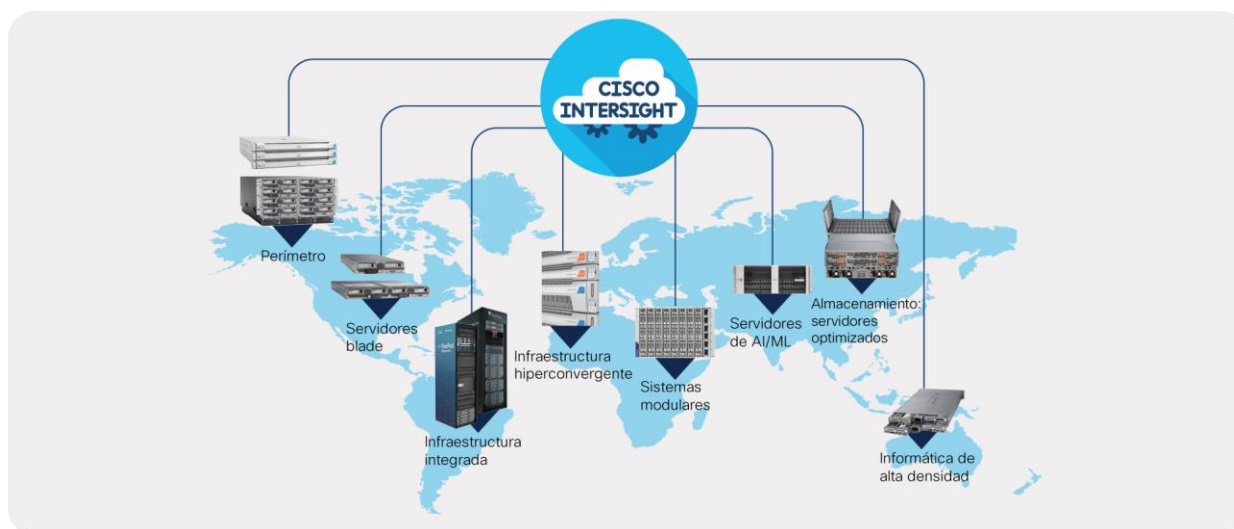 CISCO
INTERSIGHT
Perímetro
Servidores
blade
Infraestructura
integrada
Infraestructura
hiperconvergente
Sistemas
modulares
Servidores
de AI/ML
Almacenamiento:
servidores
optimizados
Informática de
alta densidad